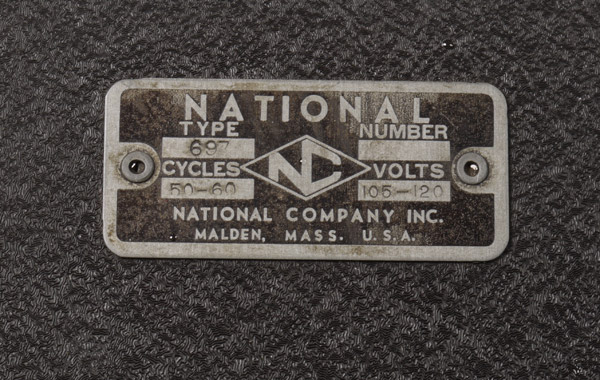 NATIONAL
TYPE NUMBER
697
CYCLES NC VOLTS
50-60 105-120
NATIONAL COMPANY INC.
MALDEN, MASS. U.S.A.